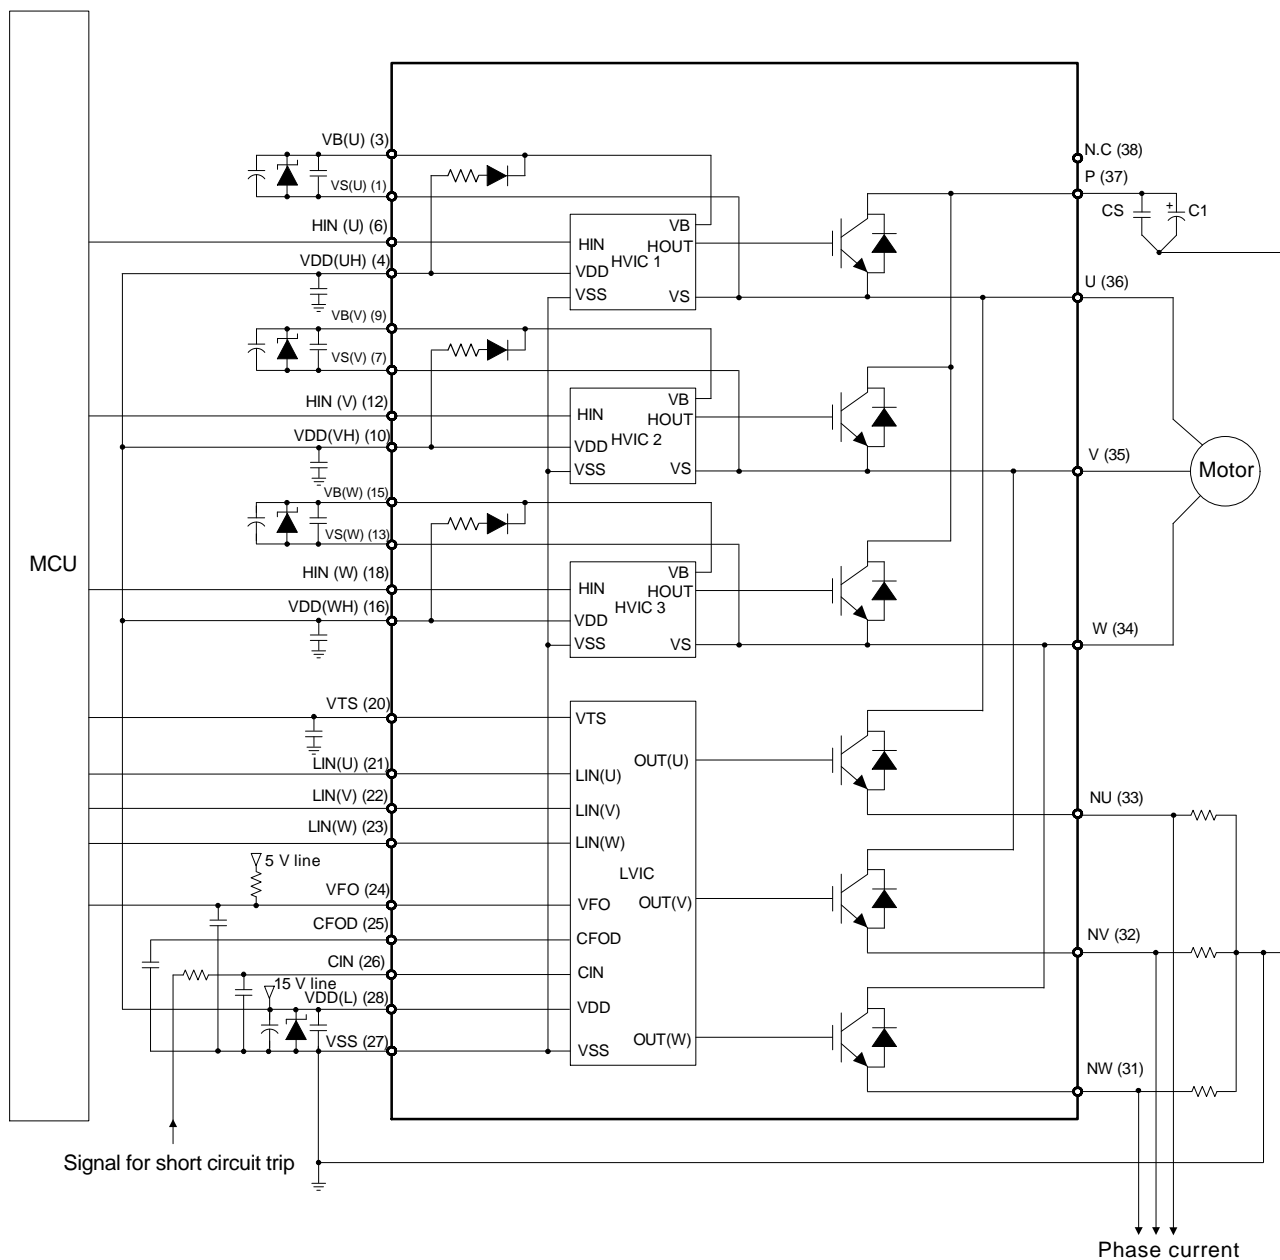 MCU
VB(U) (3)
VS(U) (1)
HIN (U) (6)
VDD(UH) (4)
VB(V) (9)
VS(V) (7)
HIN (V) (12)
VDD(VH) (10)
VB(W) (15)
VS(W) (13)
HIN (W) (18)
VDD(WH) (16)
VTS (20)
LIN(U) (21)
LIN(V) (22)
LIN(W) (23)
5 V line
VFO (24)
CFOD (25)
CIN (26)
15 V line
VDD(L) (28)
VSS (27)
Signal for short circuit trip
VB
HIN
HOUT
HVIC 1
VDD
VSS
VS
VB
HIN
HOUT
HVIC 2
VDD
VSS
VS
VB
HIN
HOUT
HVIC 3
VDD
VSS
VS
VTS
OUT(U)
LIN(U)
LIN(V)
LIN(W)
LVIC
VFO
OUT(V)
CFOD
CIN
VDD
OUT(W)
VSS
N.C (38)
P (37)
CS
+
C1
U (36)
V (35)
Motor
W (34)
NU (33)
NV (32)
NW (31)
Phase current